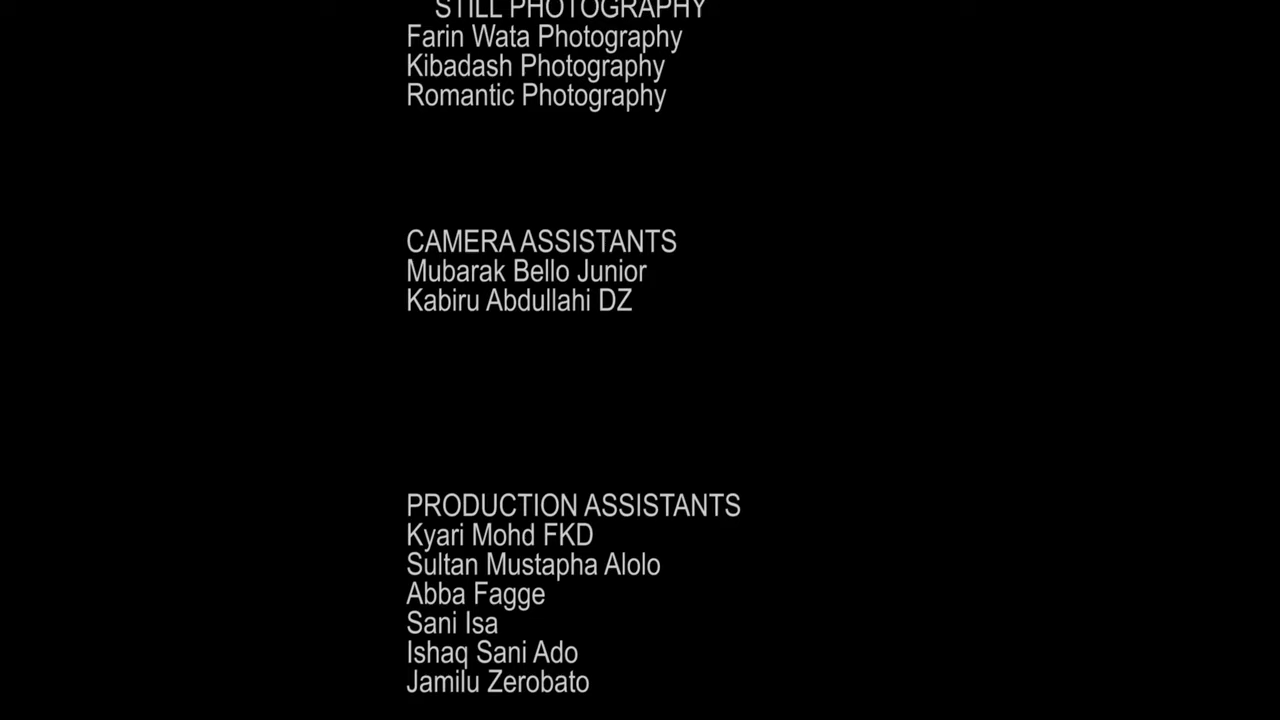 STILL PHOTOGRAPHY
Farin Wata Photography
Kibadash Photography
Romantic Photography
CAMERA ASSISTANTS
Mubarak Bello Junior
Kabiru Abdullahi DZ
PRODUCTION ASSISTANTS
Kyari Mohd FKD
Sultan Mustapha Alolo
Abba Fagge
Sani Isa
Ishaq Sani Ado
Jamilu Zerobato